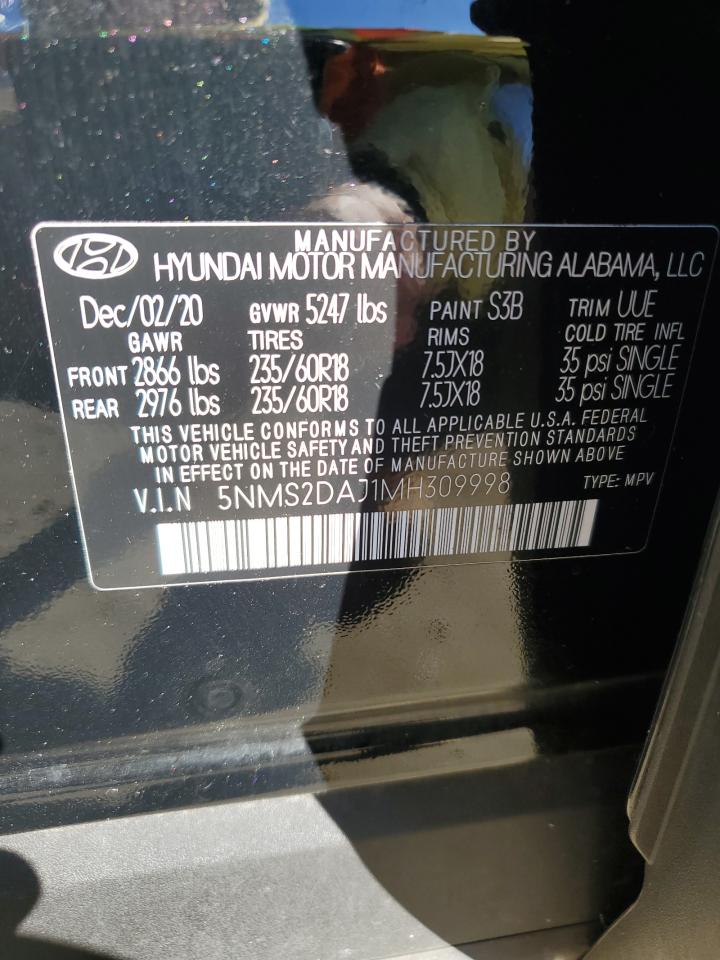 MANUFACTURED BY
HYUNDAI MOTOR MANUFACTURING ALABAMA, LLC
Dec/02/20 GVWR 5247 lbs PAINT S3B TRIM UUE
GAWR TIRES RIMS COLD TIRE INFL
FRONT 2866 lbs 235/60R18 7.5JX18 35 psi SINGLE
REAR 2976 lbs 235/60R18 7.5JX18 35 psi SINGLE
THIS VEHICLE CONFORMS TO ALL APPLICABLE U.S.A. FEDERAL
MOTOR VEHICLE SAFETY AND THEFT PREVENTION STANDARDS
IN EFFECT ON THE DATE OF MANUFACTURE SHOWN ABOVE
V.I.N 5NMS2DAJ1MH309998 TYPE: MPV